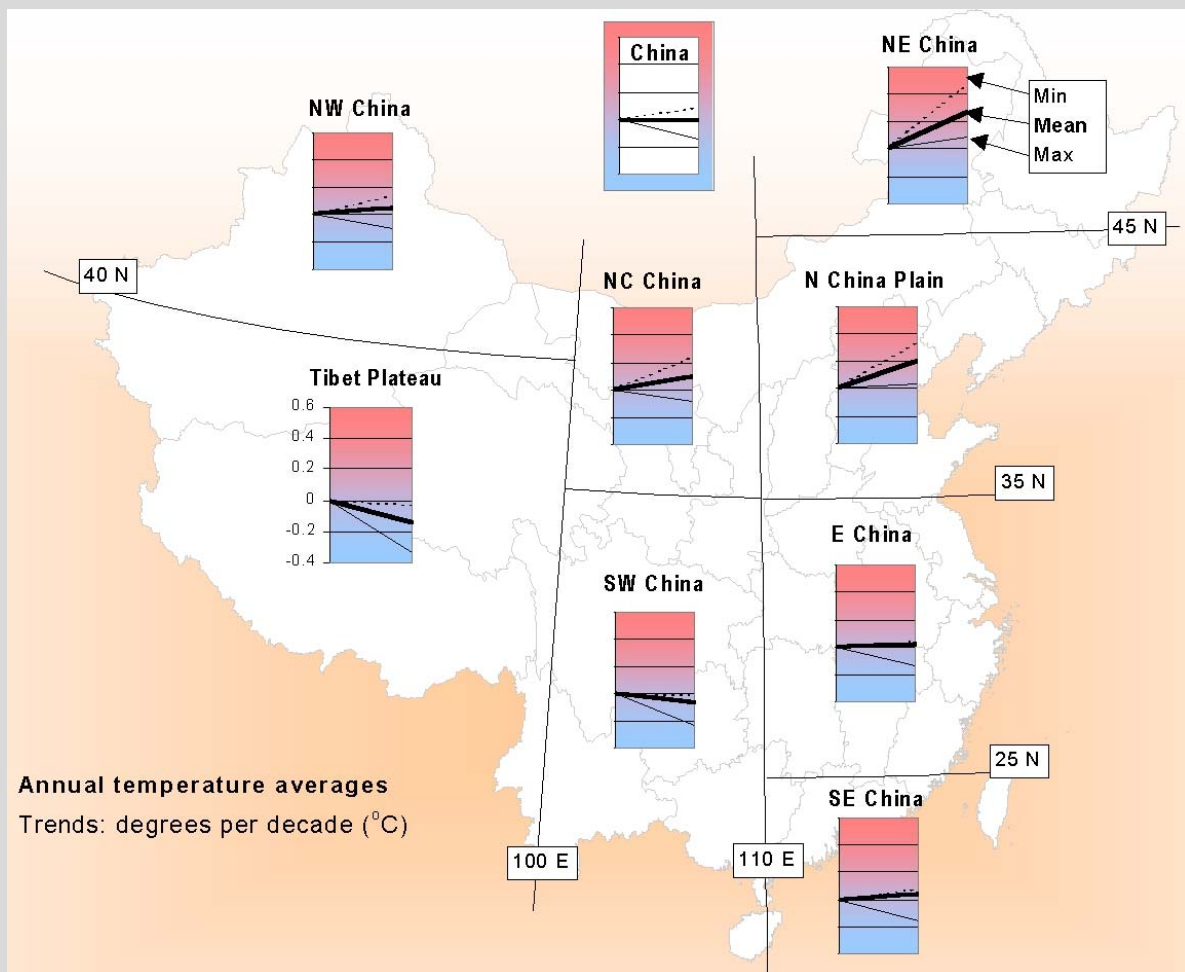 China
NE China
Min
Mean
Max
NW China
45 N
40 N
NC China
N China Plain
Tibet Plateau
0.6
0.4
0.2
0
-0.2
-0.4
35 N
E China
SW China
25 N
Annual temperature averages
Trends: degrees per decade (°C)
SE China
100 E
110 E